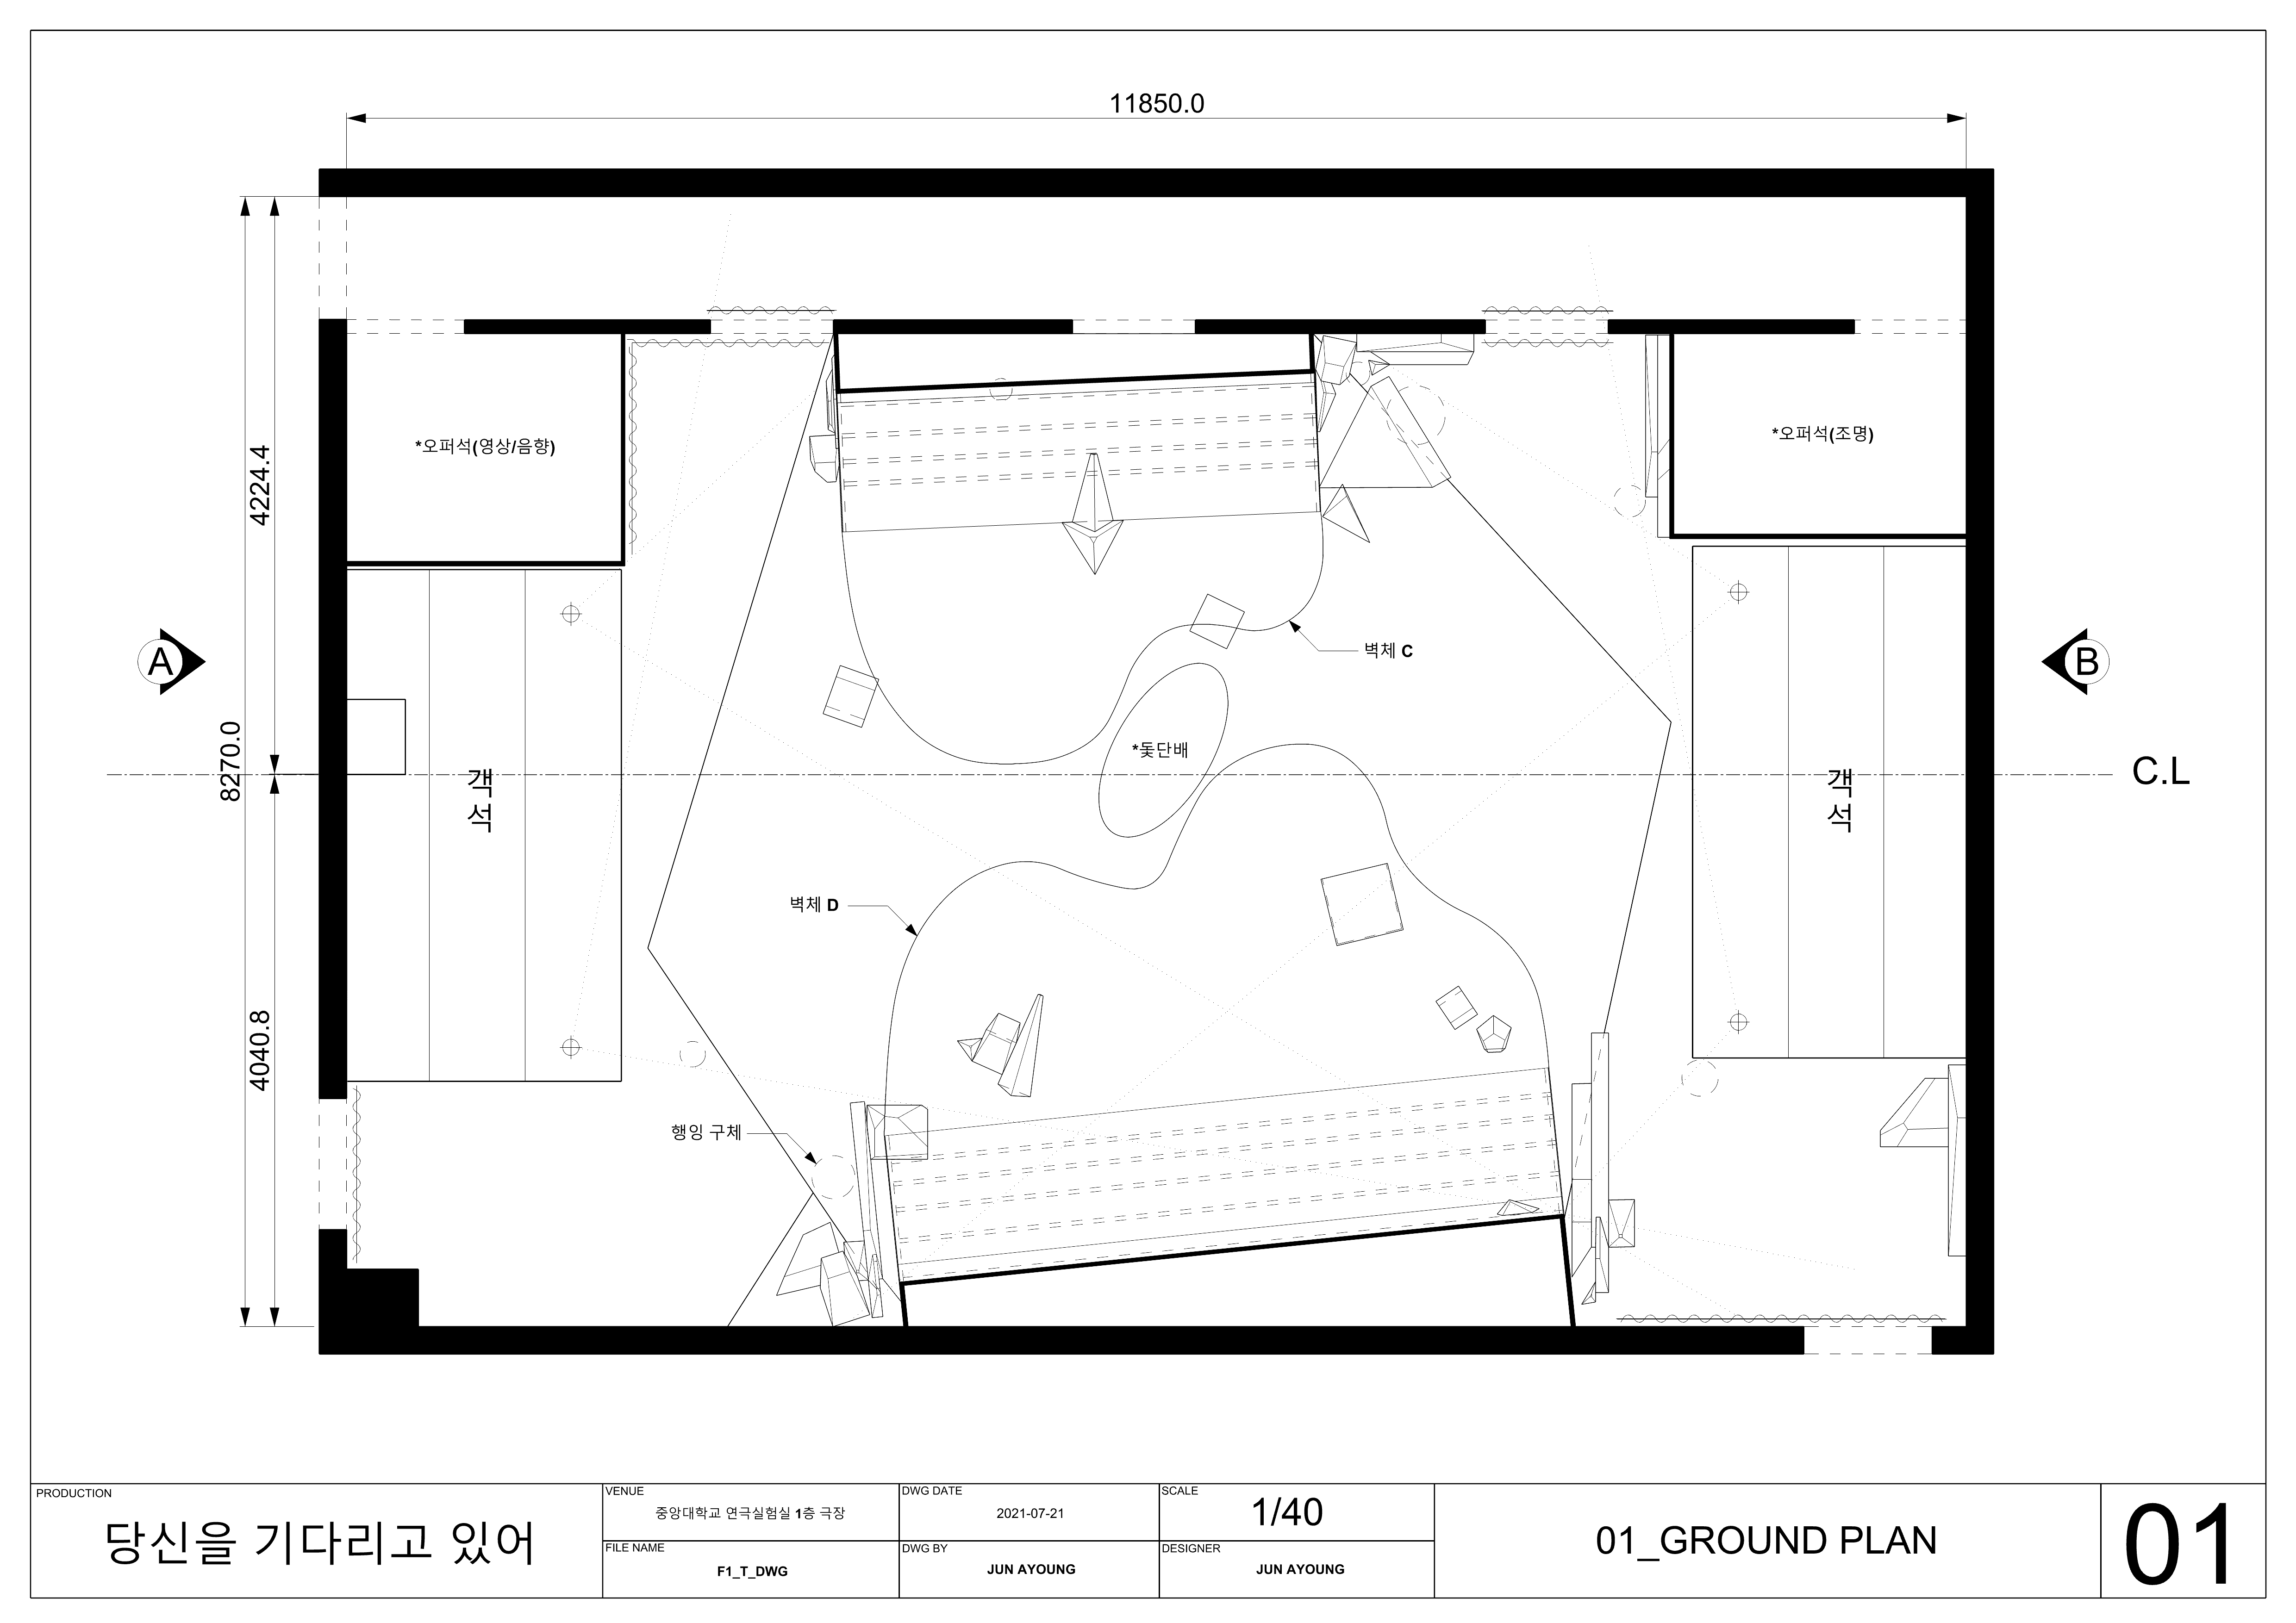 11850.0
4224.4
8270.0
4040.8
*오퍼석(영상/음향)
*오퍼석(조명)
A
B
벽체 C
*돛단배
객
석
객
석
C.L
벽체 D
행잉 구체
PRODUCTION
당신을 기다리고 있어
VENUE
중앙대학교 연극실험실 1층 극장
FILE NAME
F1_T_DWG
DWG DATE
2021-07-21
DWG BY
JUN AYOUNG
SCALE
1/40
DESIGNER
JUN AYOUNG
01_GROUND PLAN
01